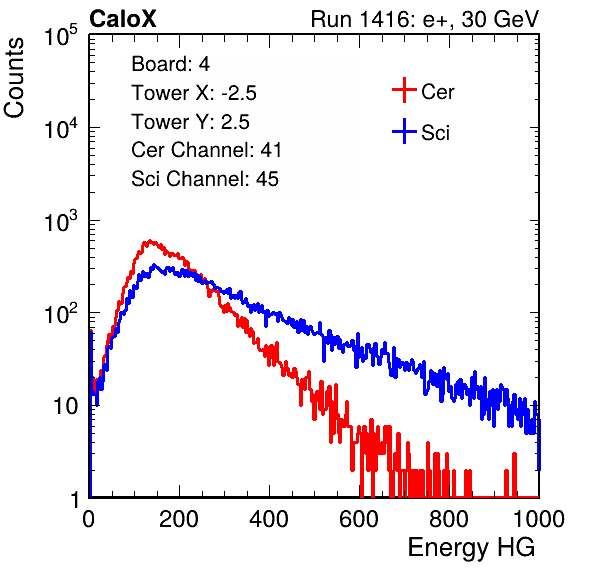 CaloX Run 1416: e+, 30 GeV
Counts
Board: 4
Tower X: -2.5
Tower Y: 2.5
Cer Channel: 41
Sci Channel: 45
Cer
Sci
10^5
10^4
10^3
10^2
10
1
0 200 400 600 800 1000
Energy HG